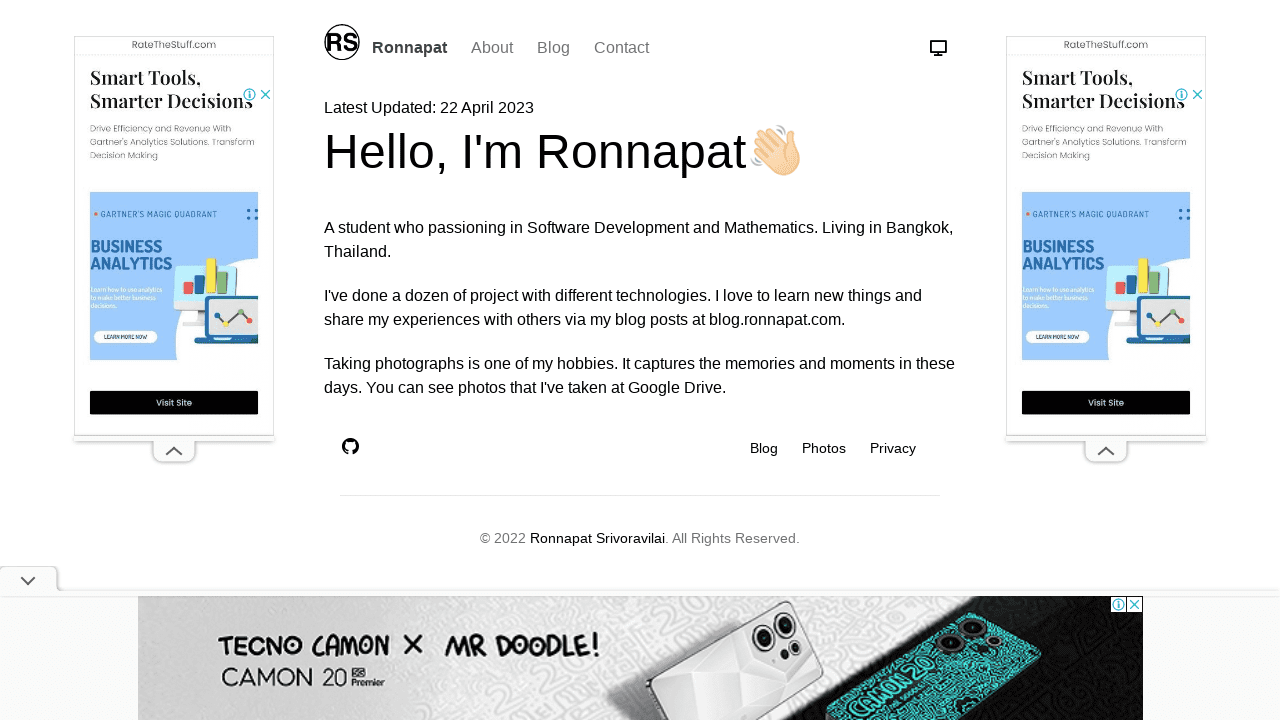 RS
Ronnapat About Blog Contact
Latest Updated: 22 April 2023
Hello, I'm Ronnapat👋🏻
A student who passioning in Software Development and Mathematics. Living in Bangkok,
Thailand.
I've done a dozen of project with different technologies. I love to learn new things and
share my experiences with others via my blog posts at blog.ronnapat.com.
Taking photographs is one of my hobbies. It captures the memories and moments in these
days. You can see photos that I've taken at Google Drive.
Blog Photos Privacy
© 2022 Ronnapat Srivoravilai. All Rights Reserved.
RateTheStuff.com
Smart Tools,
Smarter Decisions
Drive Efficiency and Revenue With
Gartner's Analytics Solutions. Transform
Decision Making
GARTNER'S MAGIC QUADRANT
BUSINESS
ANALYTICS
Learn how to use analytics
to make better business
decisions.
LEARN MORE NOW
Visit Site
RateTheStuff.com
Smart Tools,
Smarter Decisions
Drive Efficiency and Revenue With
Gartner's Analytics Solutions. Transform
Decision Making
GARTNER'S MAGIC QUADRANT
BUSINESS
ANALYTICS
Learn how to use analytics
to make better business
decisions.
LEARN MORE NOW
Visit Site
TECNO CAMON X MR DOODLE!
CAMON 20 Premier
CAMON 20